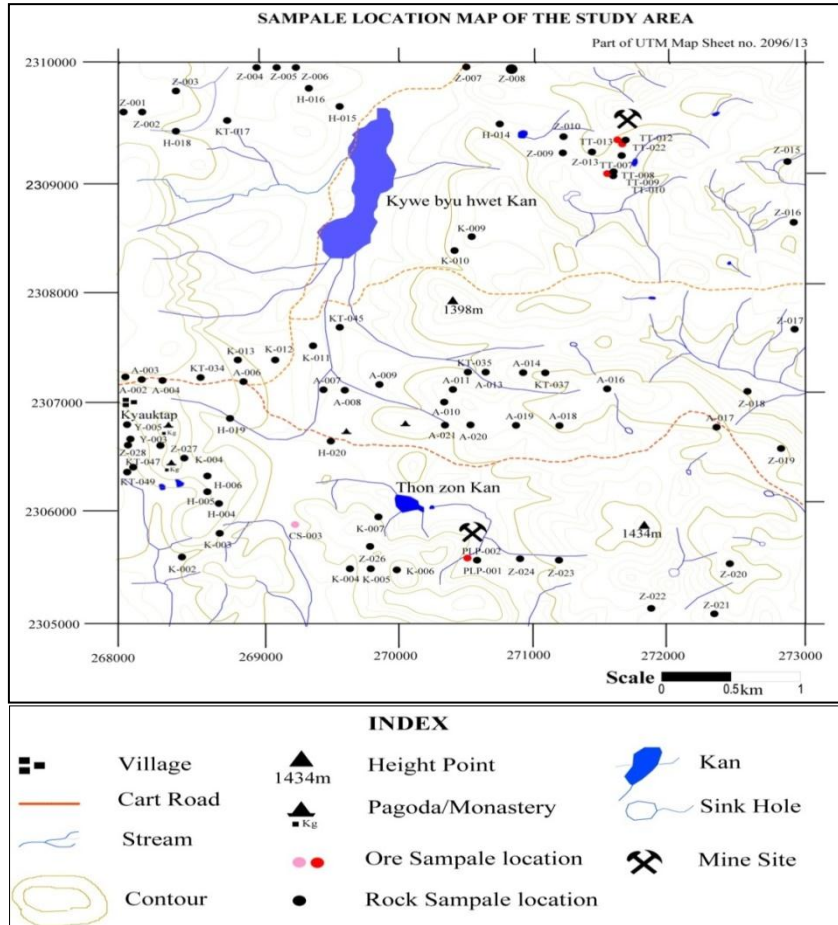 SAMPALE LOCATION MAP OF THE STUDY AREA
Part of UTM Map Sheet no. 2096/13
2310000
Z-004 Z-005 Z-006
Z-007
Z-008
Z-003
H-016
Z-001
Z-002
H-015
KT-017
H-018
H-014
Z-010
Z-009
Z-013
TT-013
TT-012
TT-022
TT-007
TT-008
TT-009
TT-010
Z-015
2309000
Kywe byu hwet Kan
Z-016
K-009
K-010
2308000
1398m
KT-045
Z-017
K-013
K-012
K-011
A-003
KT-034
A-006
A-002
A-004
A-007
A-008
A-009
KT-035
A-011
A-013
A-014
KT-037
A-016
Z-018
2307000
Kyauktap
A-010
H-019
Y-005
Kg
Y-003
Z-028
Z-027
KT-047
Kg
K-004
KT-049
H-020
A-021
A-020
A-019
A-018
A-017
Z-019
H-006
H-005
H-004
2306000
Thon zon Kan
CS-003
K-007
1434m
K-003
K-002
Z-026
K-004
K-005
K-006
PLP-002
PLP-001
Z-024
Z-023
Z-020
Z-022
Z-021
2305000
268000 269000 270000 271000 272000 273000
Scale
0 0.5km 1
INDEX
Village
1434m
Height Point
Kan
Cart Road
Kg
Pagoda/Monastery
Sink Hole
Stream
Ore Sampale location
Mine Site
Contour
Rock Sampale location